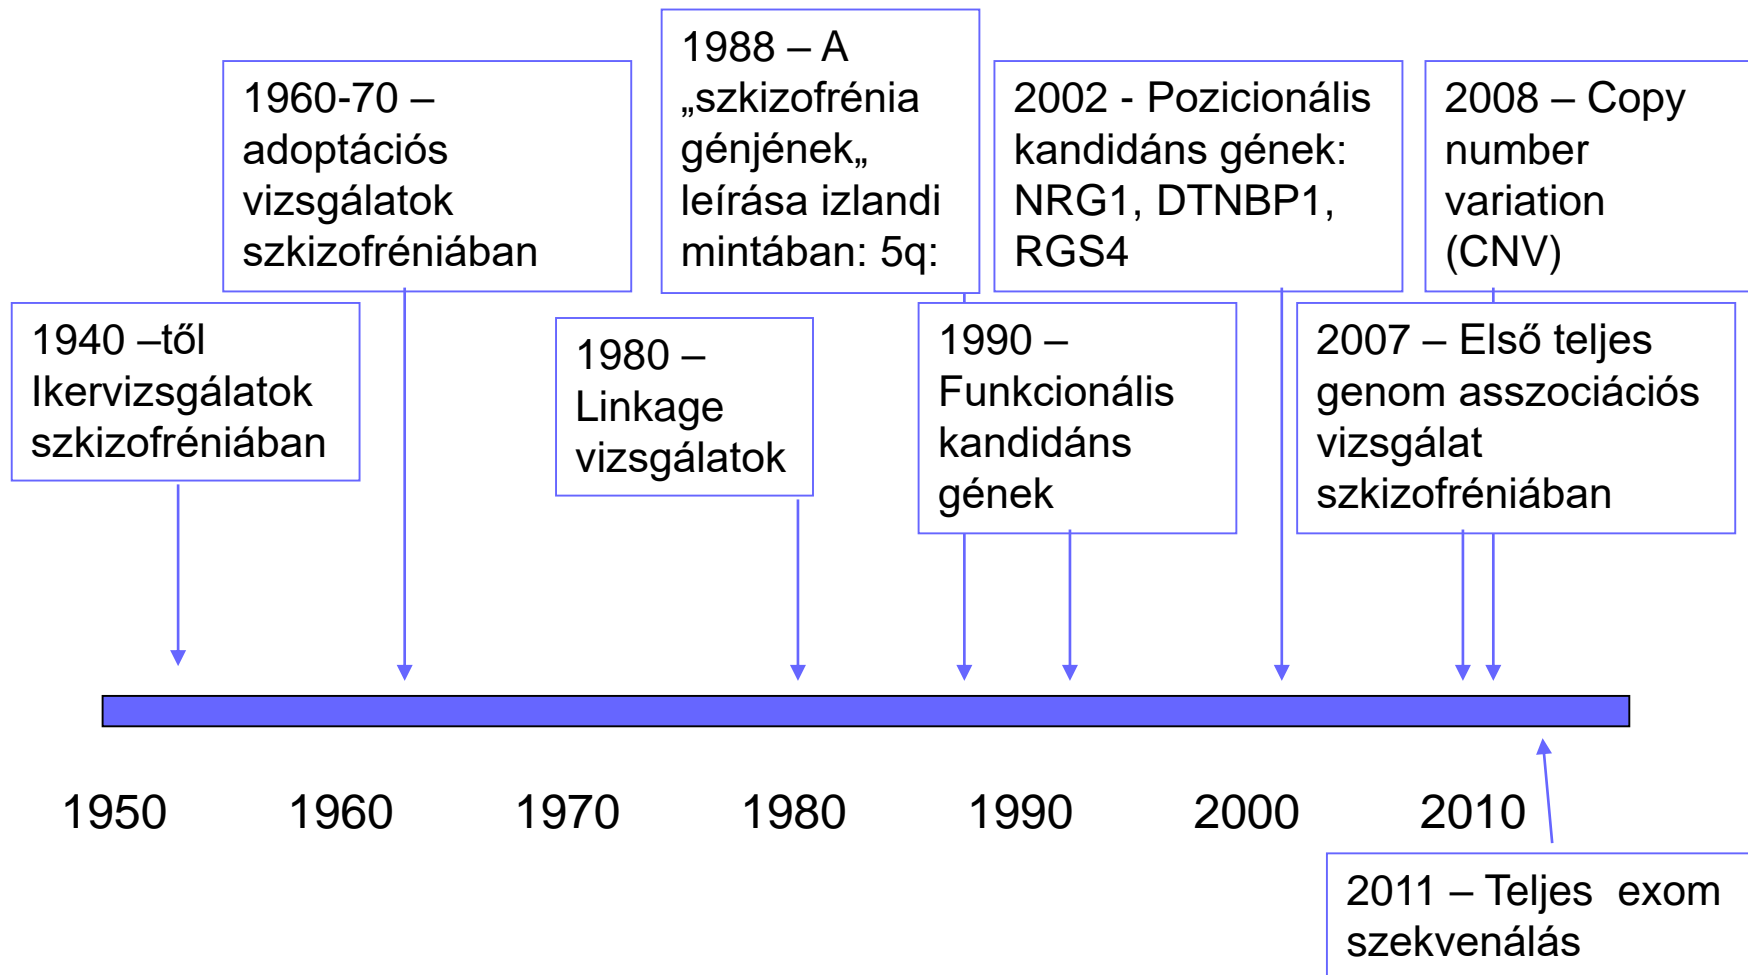 1940 –től
Ikervizsgálatok
szkizofréniában
1960-70 –
adoptációs
vizsgálatok
szkizofréniában
1980 –
Linkage
vizsgálatok
1988 – A
„szkizofrénia
génjének„
leírása izlandi
mintában: 5q:
1990 –
Funkcionális
kandidáns
gének
2002 - Pozicionális
kandidáns gének:
NRG1, DTNBP1,
RGS4
2007 – Első teljes
genom asszociációs
vizsgálat
szkizofréniában
2008 – Copy
number
variation
(CNV)
1950 1960 1970 1980 1990 2000 2010
2011 – Teljes exom
szekvenálás